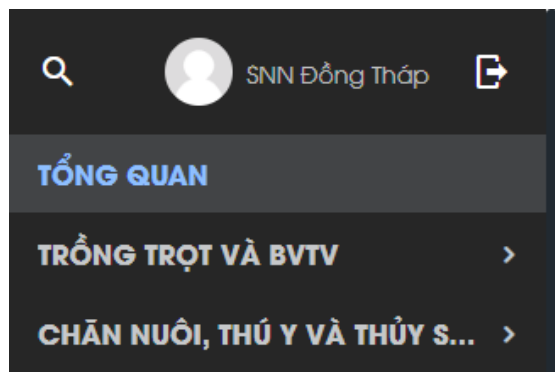 SNN Đồng Tháp
TỔNG QUAN
TRỒNG TRỌT VÀ BVTV
CHĂN NUÔI, THÚ Y VÀ THỦY S...